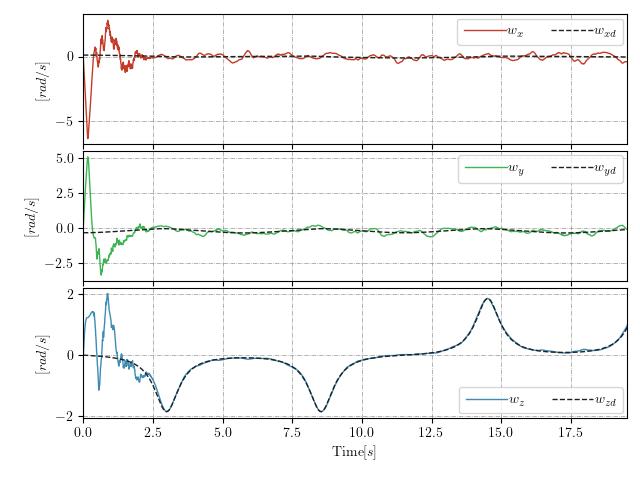 w_x w_xd
0
−5
[rad/s]
w_y w_yd
5.0
2.5
0.0
−2.5
[rad/s]
2
0
−2
[rad/s]
w_z w_zd
0.0 2.5 5.0 7.5 10.0 12.5 15.0 17.5
Time[s]